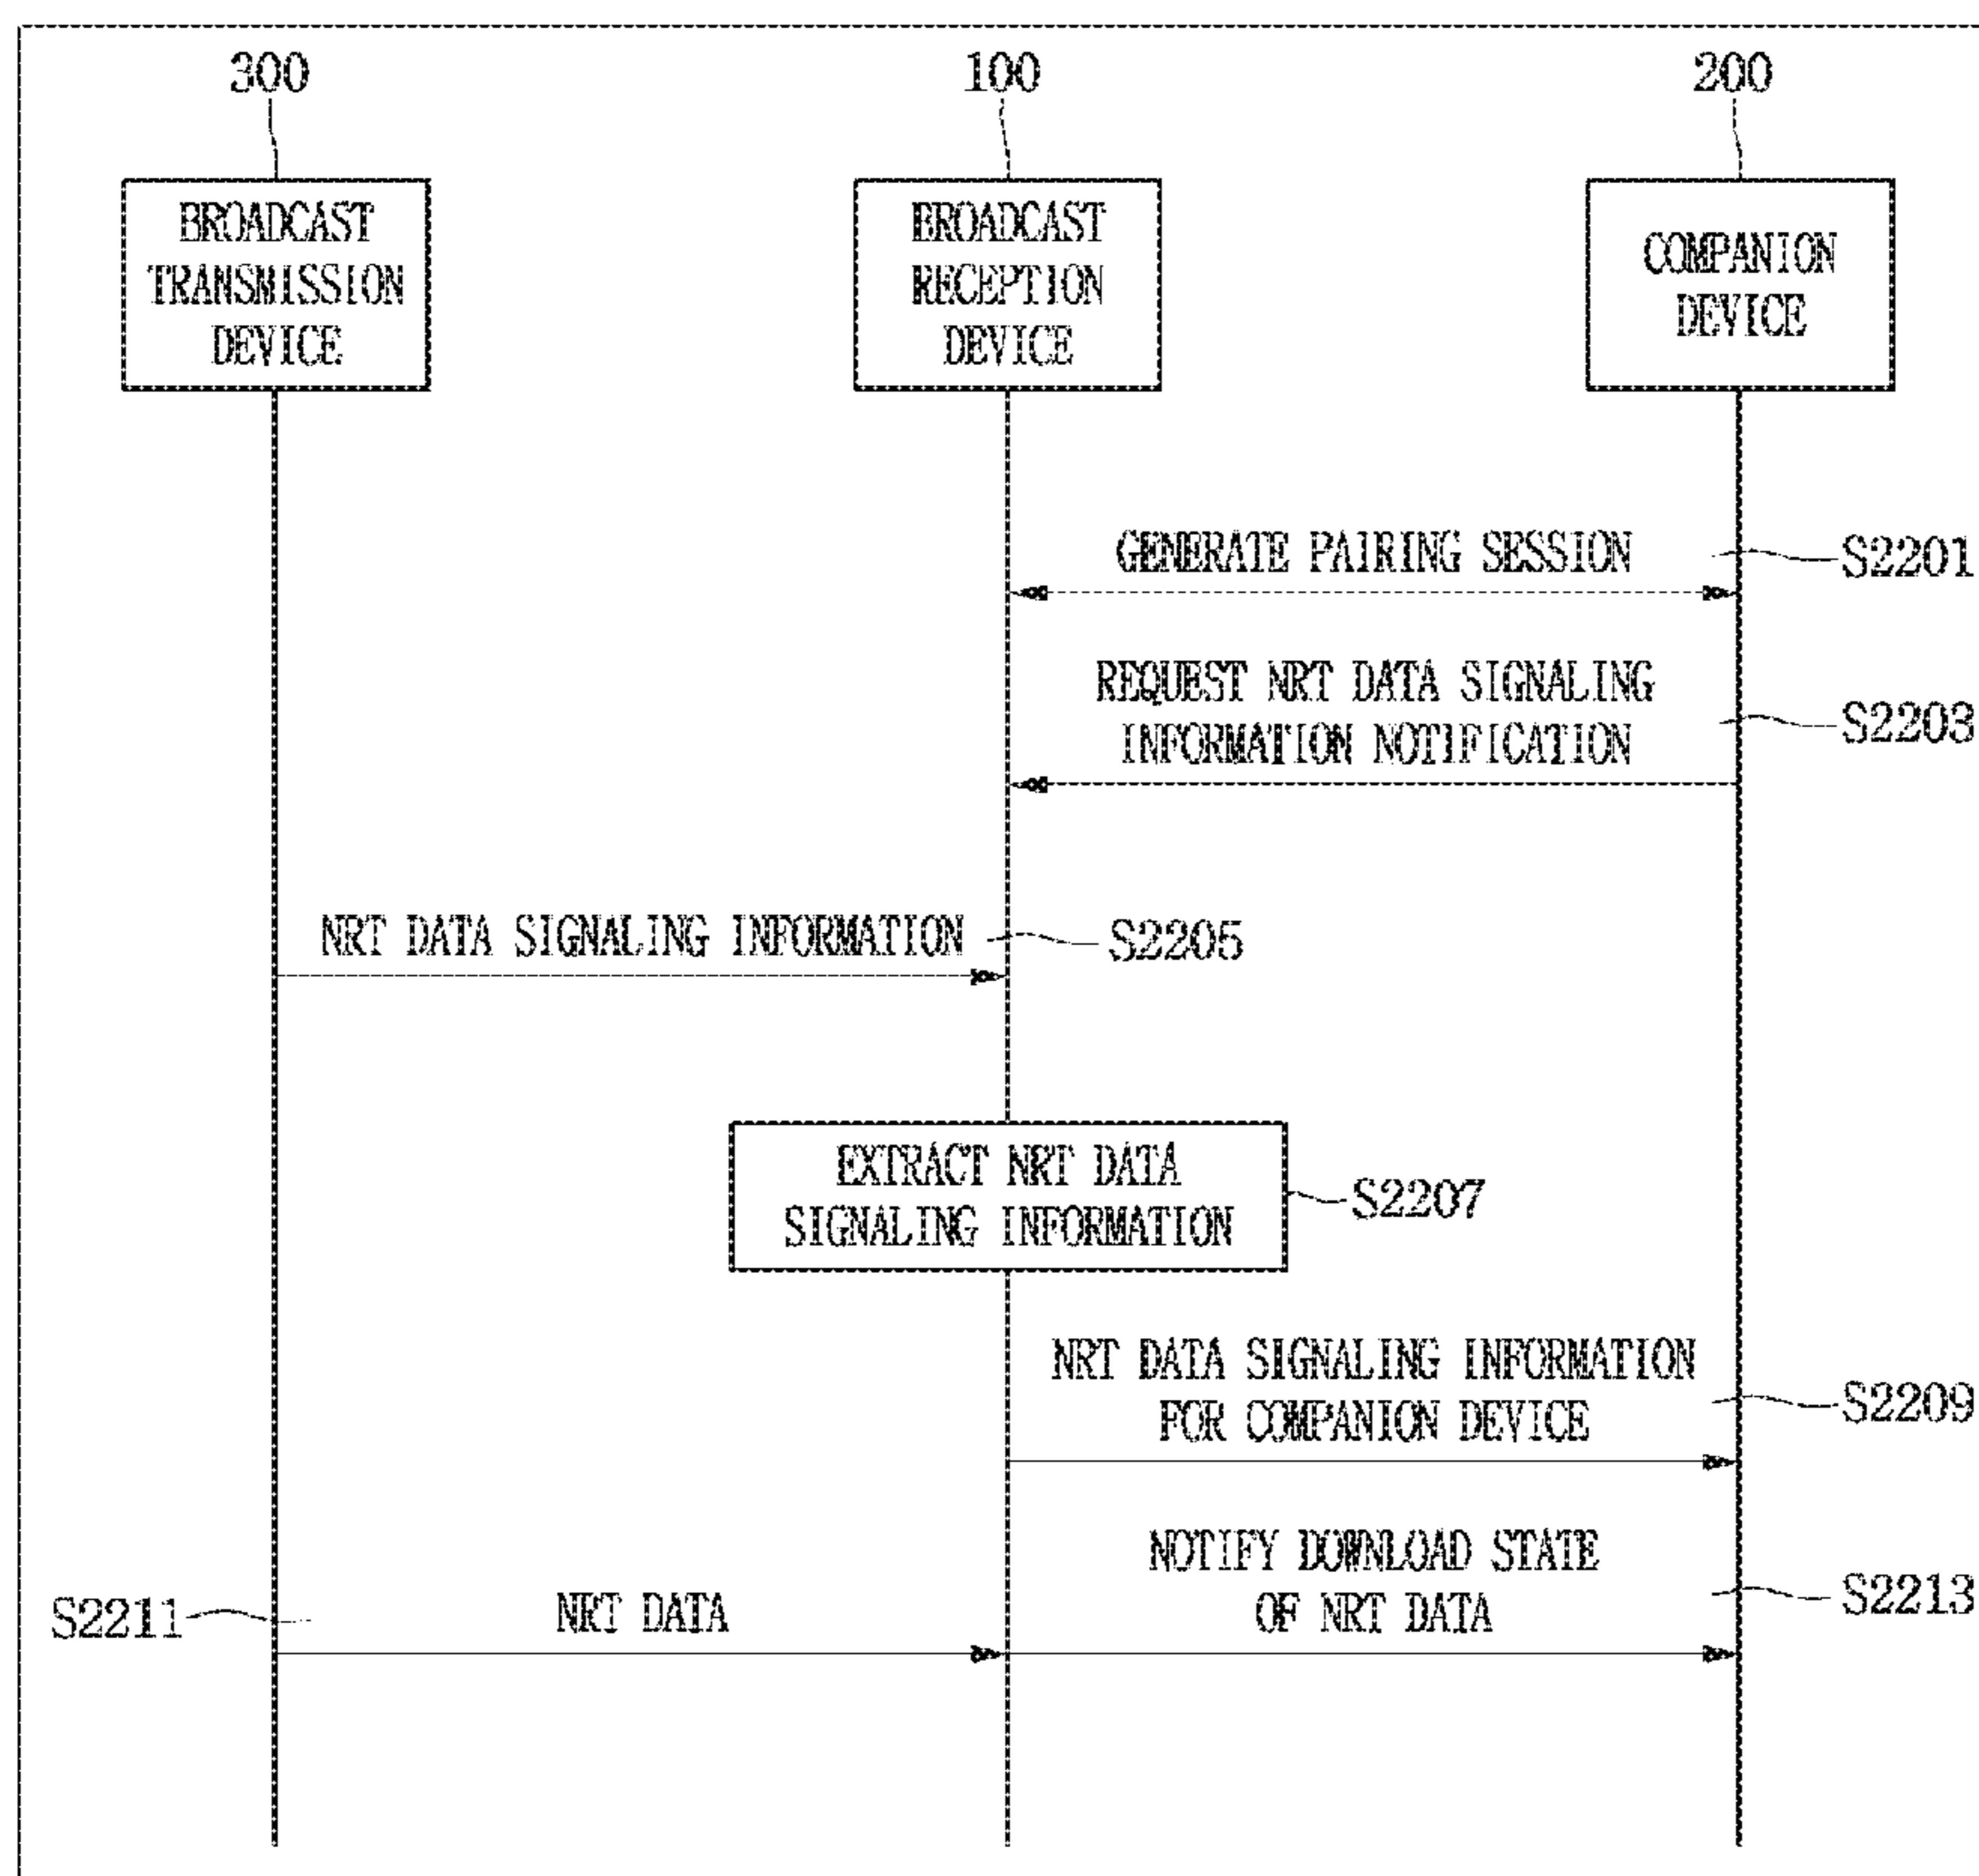 300
100
200
BROADCAST
TRANSMISSION
DEVICE
BROADCAST
RECEPTION
DEVICE
COMPANION
DEVICE
GENERATE PAIRING SESSION
S2201
REQUEST NRT DATA SIGNALING
INFORMATION NOTIFICATION
S2203
NRT DATA SIGNALING INFORMATION
S2205
EXTRACT NRT DATA
SIGNALING INFORMATION
S2207
NRT DATA SIGNALING INFORMATION
FOR COMPANION DEVICE
S2209
S2211
NRT DATA
NOTIFY DOWNLOAD STATE
OF NRT DATA
S2213